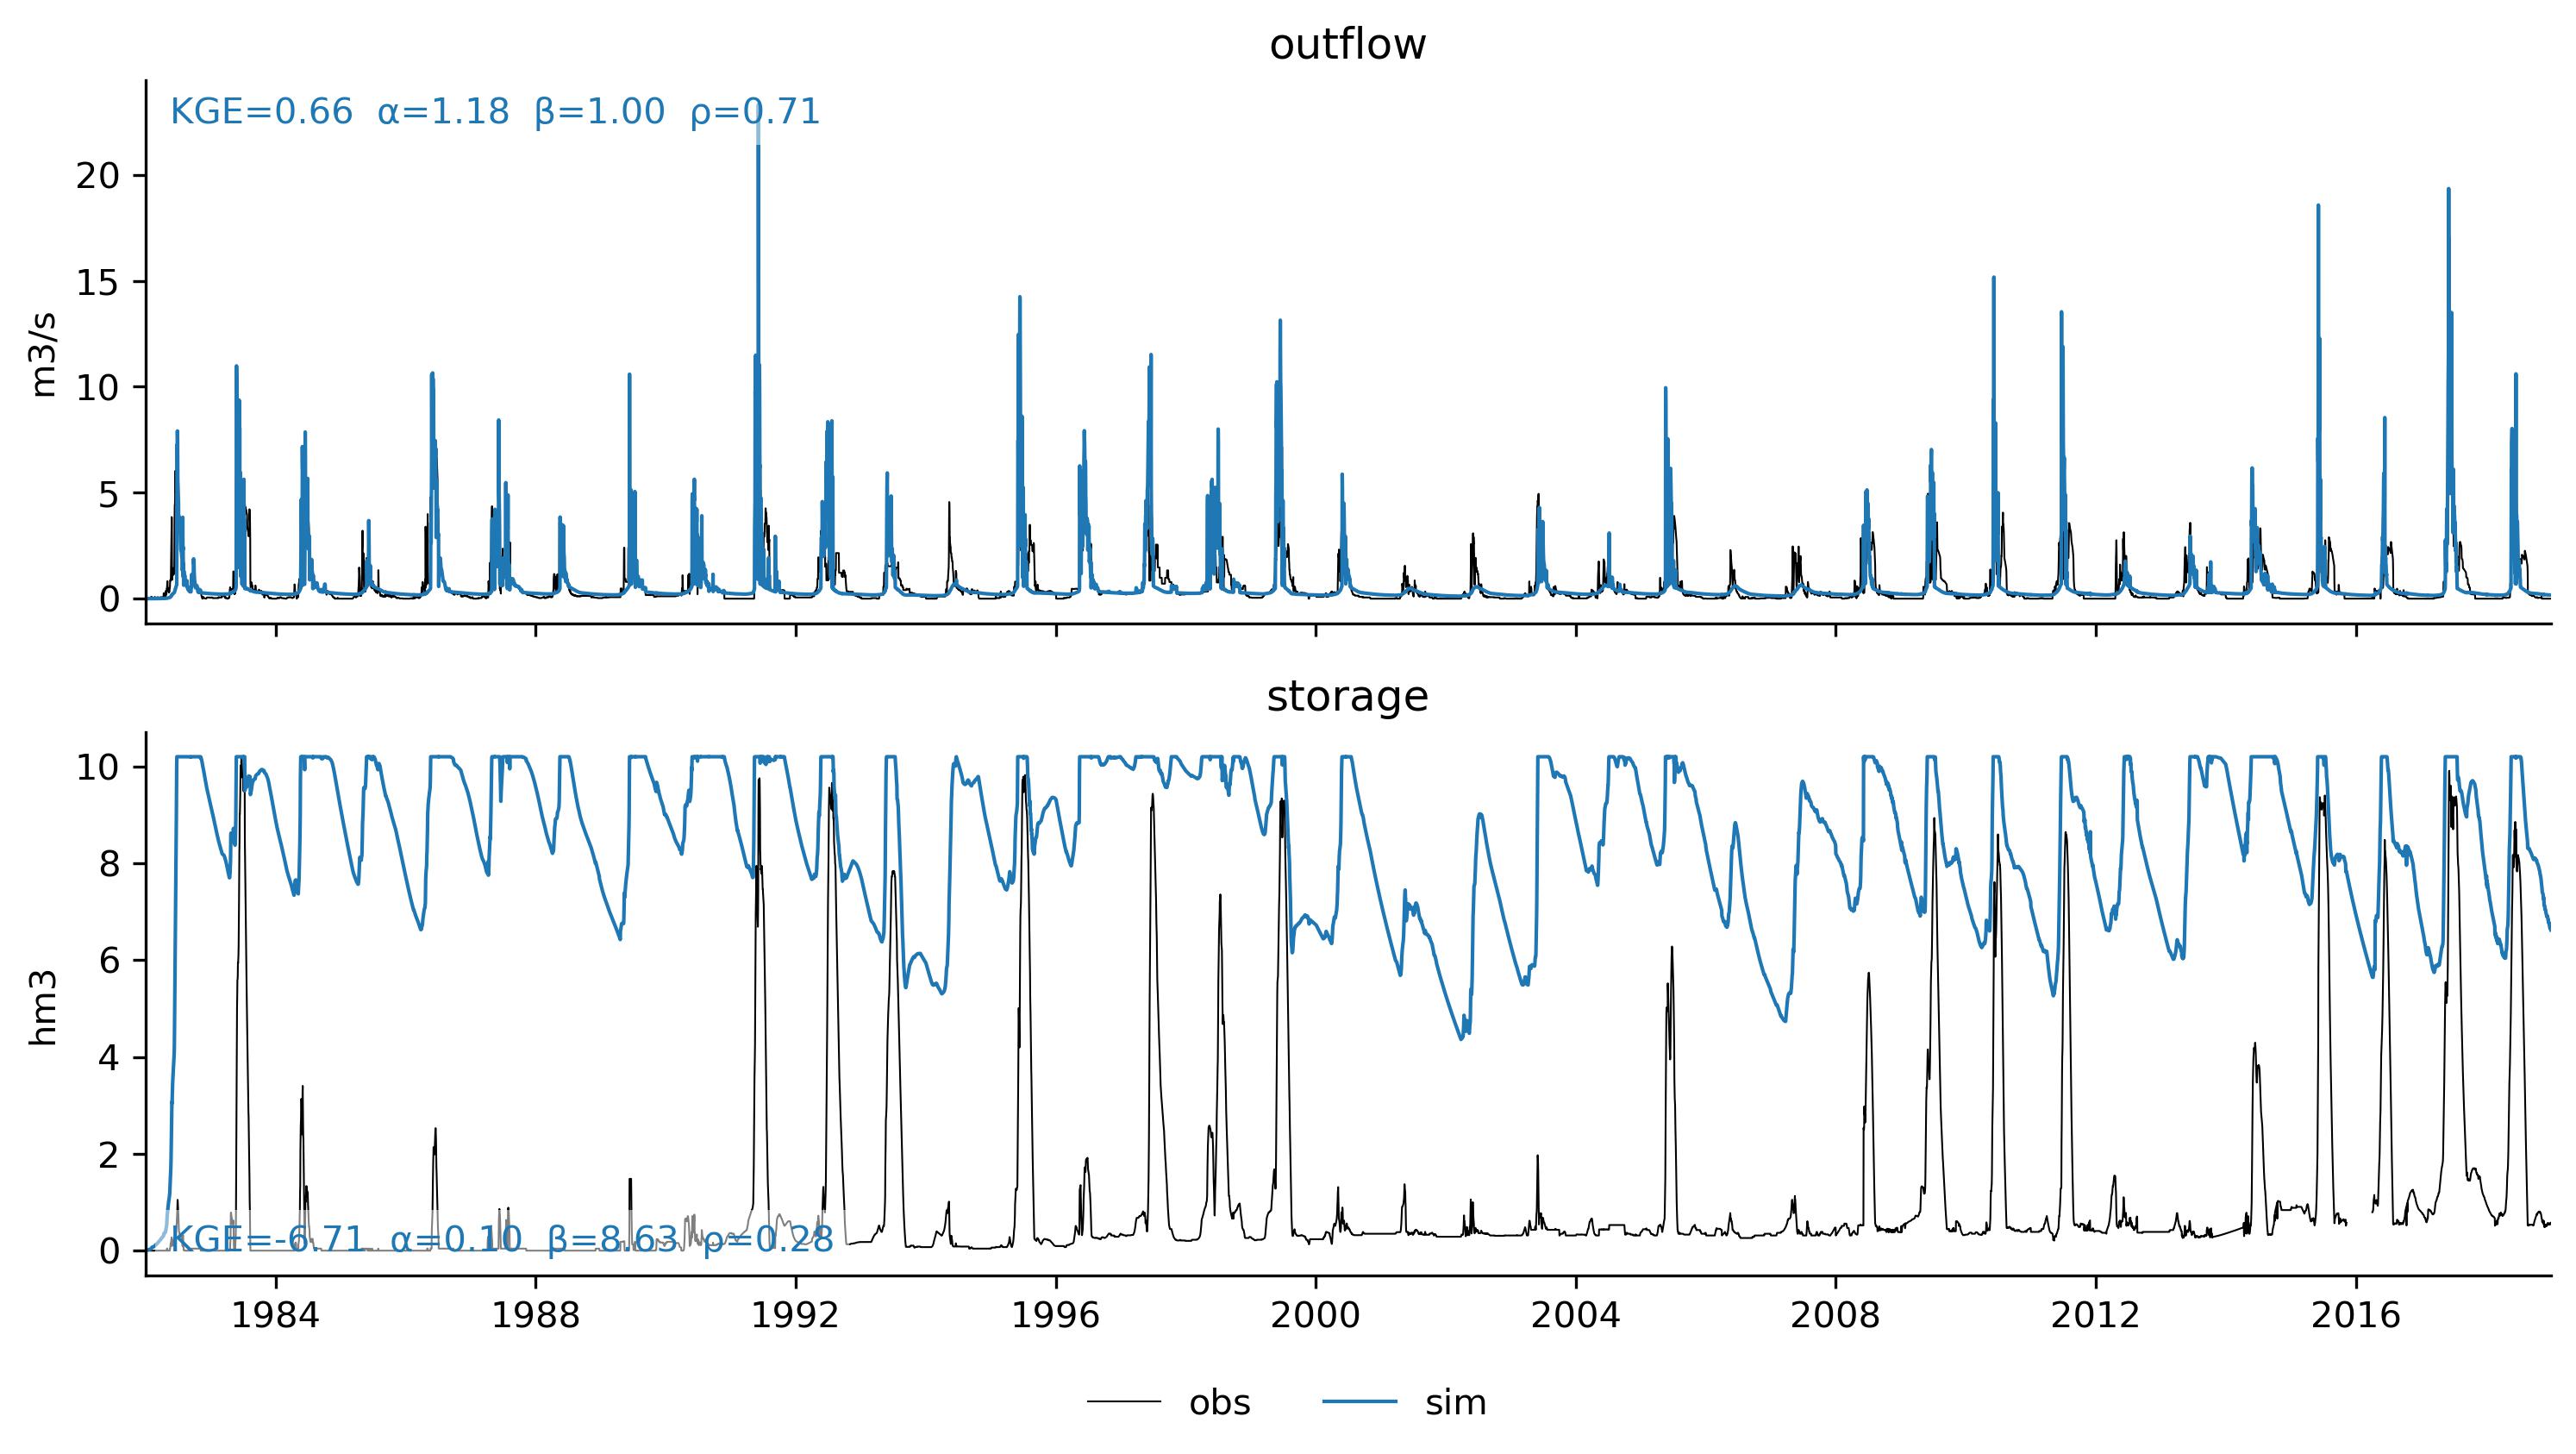 outflow
KGE=0.66 α=1.18 β=1.00 ρ=0.71
m3/s
20
15
10
5
0
storage
hm3
10
8
6
4
2
0
KGE=-6.71 α=0.10 β=8.63 ρ=0.28
1984 1988 1992 1996 2000 2004 2008 2012 2016
obs sim